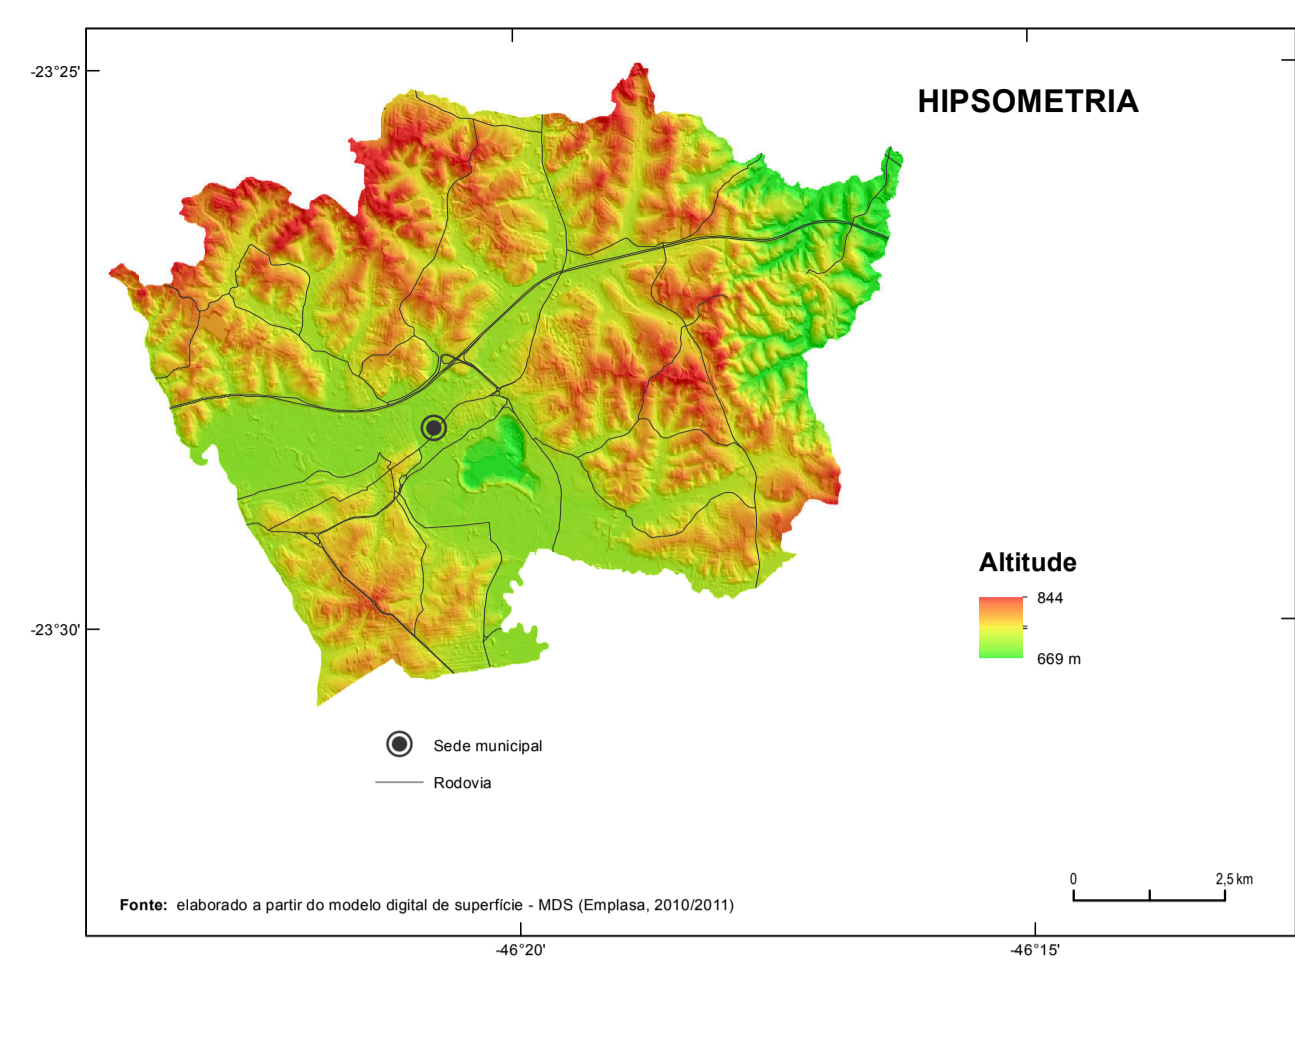 HIPSOMETRIA
-23°25'
Altitude
844
669 m
-23°30'
Sede municipal
Rodovia
0 2,5 km
Fonte: elaborado a partir do modelo digital de superfície - MDS (Emplasa, 2010/2011)
-46°20' -46°15'